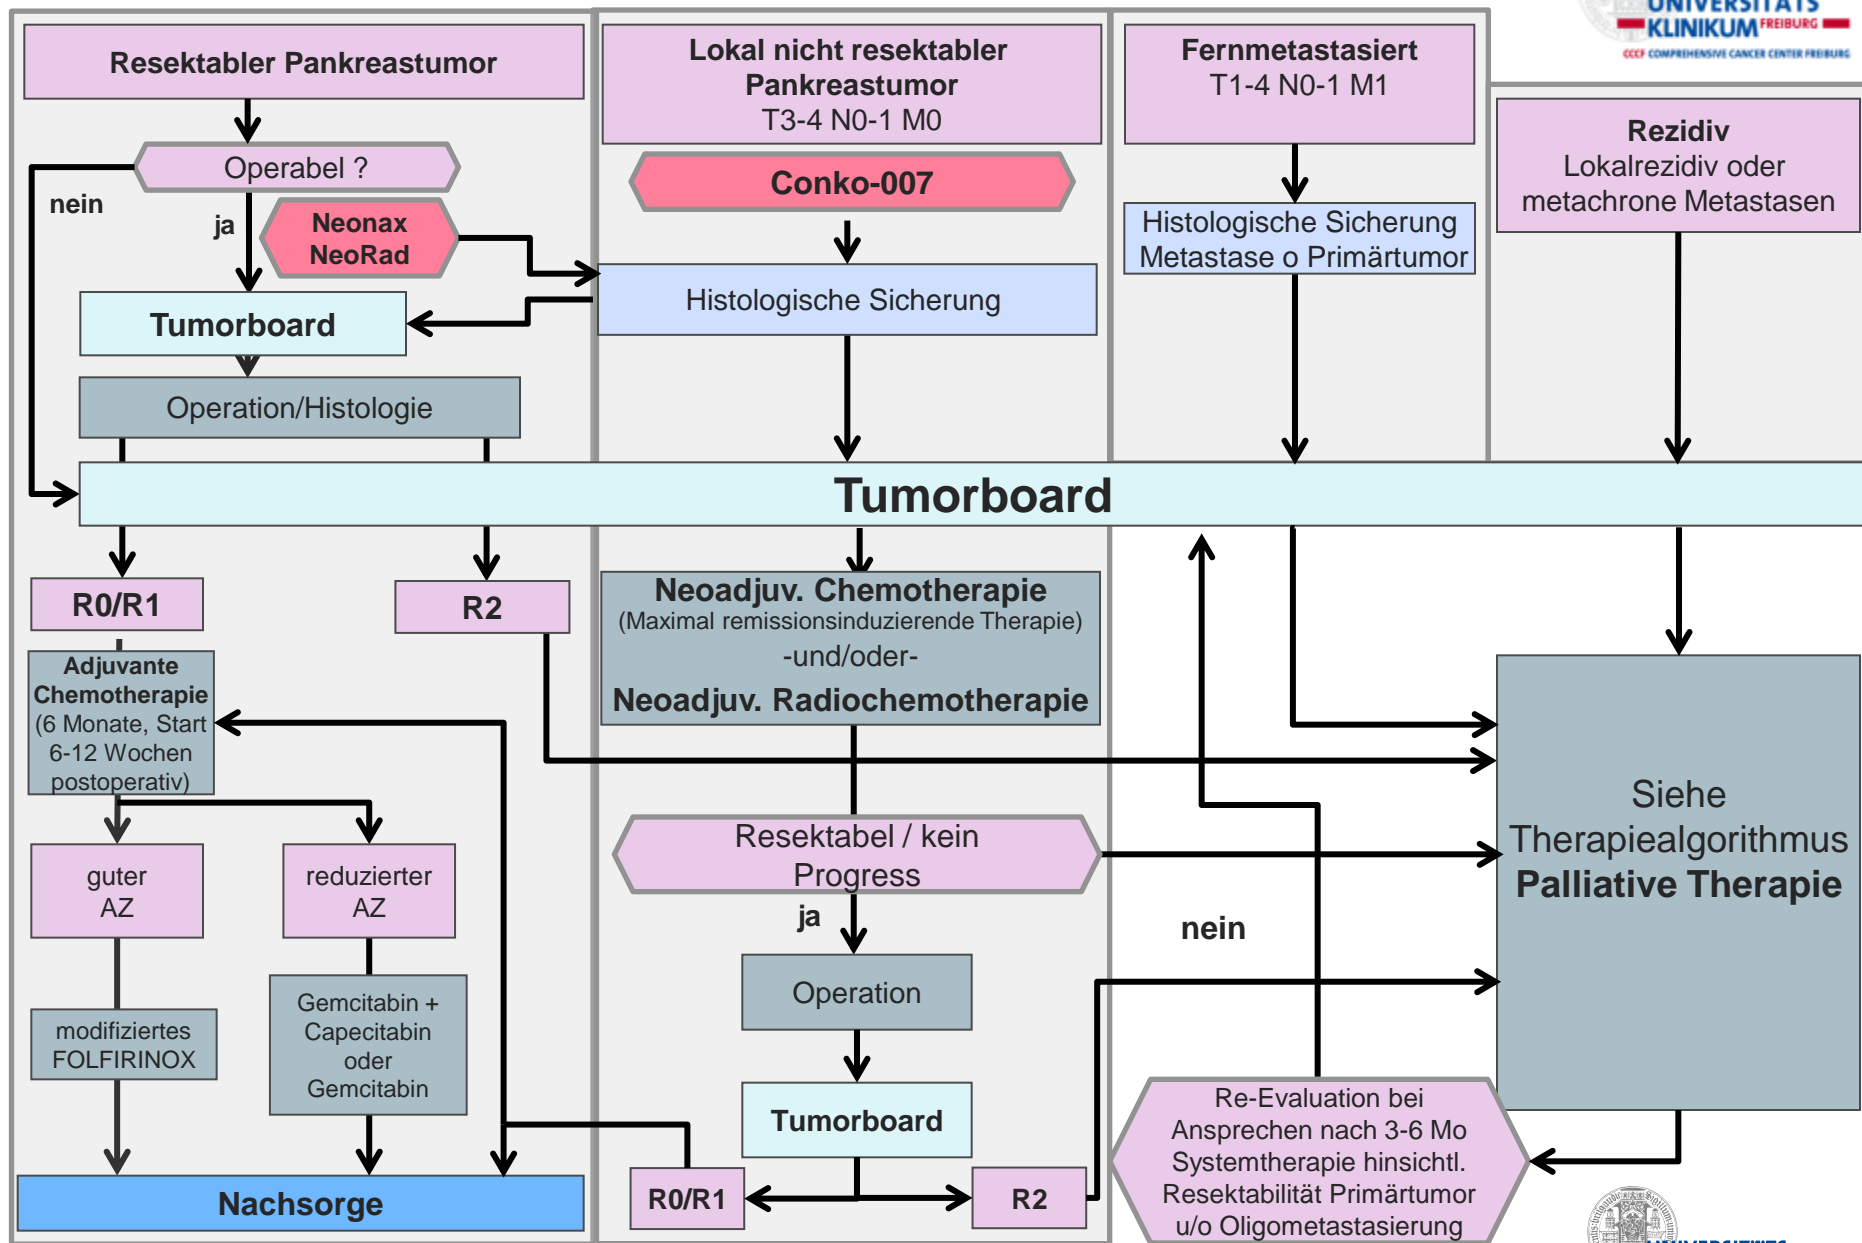 UNIVERSITÄTS
KLINIKUM FREIBURG
CCCF COMPREHENSIVE CANCER CENTER FREIBURG
Resektabler Pankreastumor
Operabel ?
nein
ja
Neonax
NeoRad
Tumorboard
Operation/Histologie
Lokal nicht resektabler
Pankreastumor
T3-4 N0-1 M0
Conko-007
Histologische Sicherung
Fernmetastasiert
T1-4 N0-1 M1
Histologische Sicherung
Metastase o Primärtumor
Rezidiv
Lokalrezidiv oder
metachrone Metastasen
Tumorboard
R0/R1
R2
Adjuvante
Chemotherapie
(6 Monate, Start
6-12 Wochen
postoperativ)
guter
AZ
reduzierter
AZ
modifiziertes
FOLFIRINOX
Gemcitabin +
Capecitabin
oder
Gemcitabin
Nachsorge
Neoadjuv. Chemotherapie
(Maximal remissionsinduzierende Therapie)
-und/oder-
Neoadjuv. Radiochemotherapie
Resektabel / kein
Progress
ja
nein
Operation
Tumorboard
R0/R1
R2
Siehe
Therapiealgorithmus
Palliative Therapie
Re-Evaluation bei
Ansprechen nach 3-6 Mo
Systemtherapie hinsichtl.
Resektabilität Primärtumor
u/o Oligometastasierung